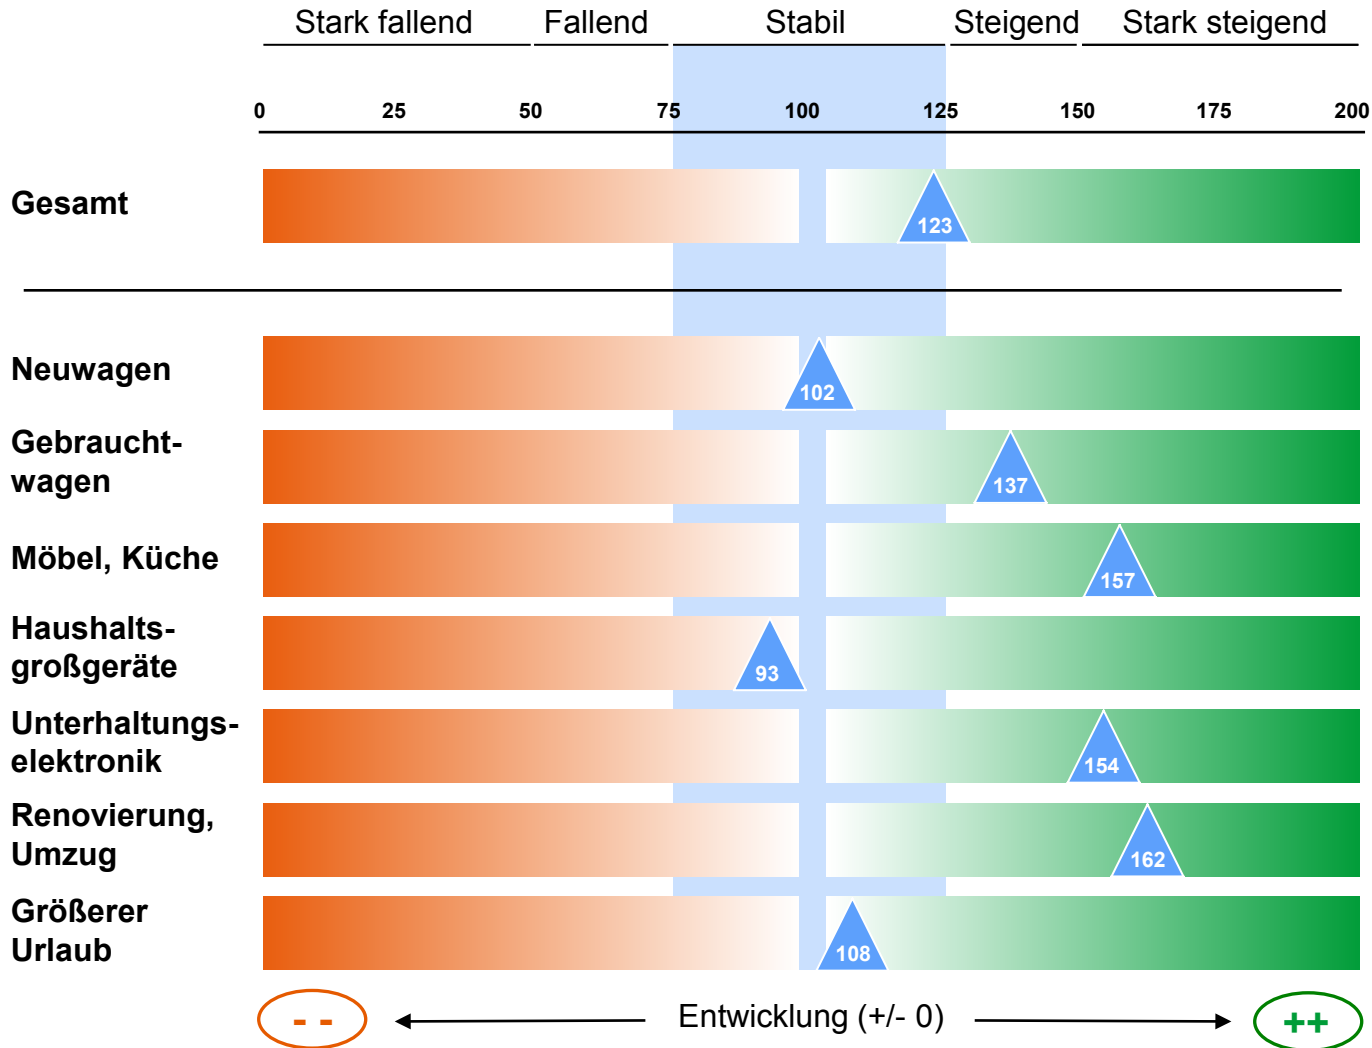 Stark fallend Fallend Stabil Steigend Stark steigend
0 25 50 75 100 125 150 175 200
Gesamt
123
Neuwagen
102
Gebraucht-
wagen
137
Möbel, Küche
157
Haushalts-
großgeräte
93
Unterhaltungs-
elektronik
154
Renovierung,
Umzug
162
Größerer
Urlaub
108
- - Entwicklung (+/- 0) ++